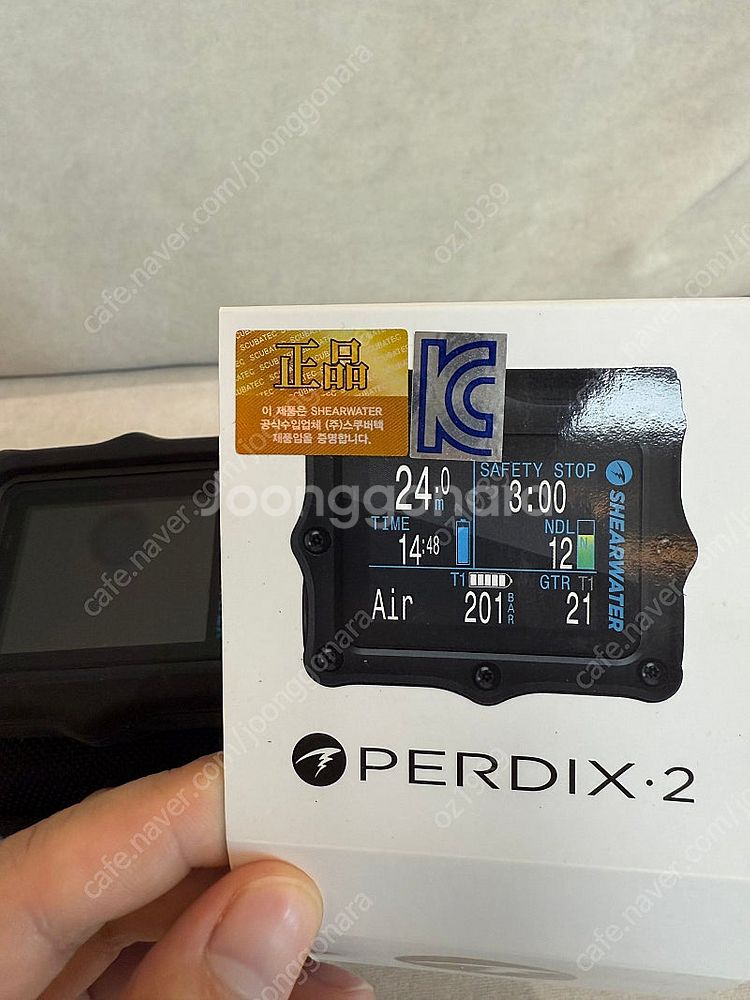 正品
이 제품은 SHEARWATER
공식수입업체 (주)스쿠버텍
제품임을 증명합니다.
KC
24.0 m
SAFETY STOP
3:00
TIME
14:48
NDL
12
N
T1
GTR T1
Air
201 BAR
21
SHEARWATER
PERDIX·2
Joonggonara
cafe.naver.com/joonggonara
oz1939